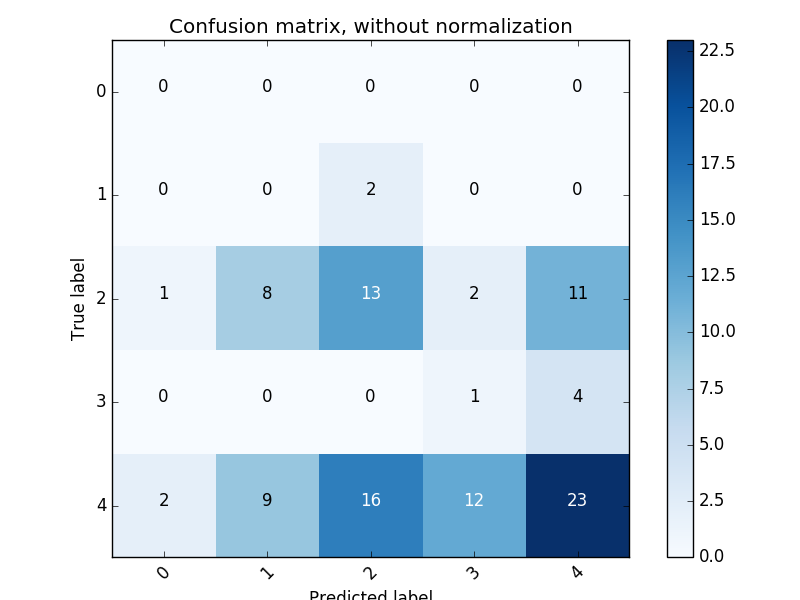 Confusion matrix, without normalization
0 0 0 0 0 0
1 0 0 2 0 0
2 1 8 13 2 11
3 0 0 0 1 4
4 2 9 16 12 23
0 1 2 3 4
True label
Predicted label
22.5
20.0
17.5
15.0
12.5
10.0
7.5
5.0
2.5
0.0